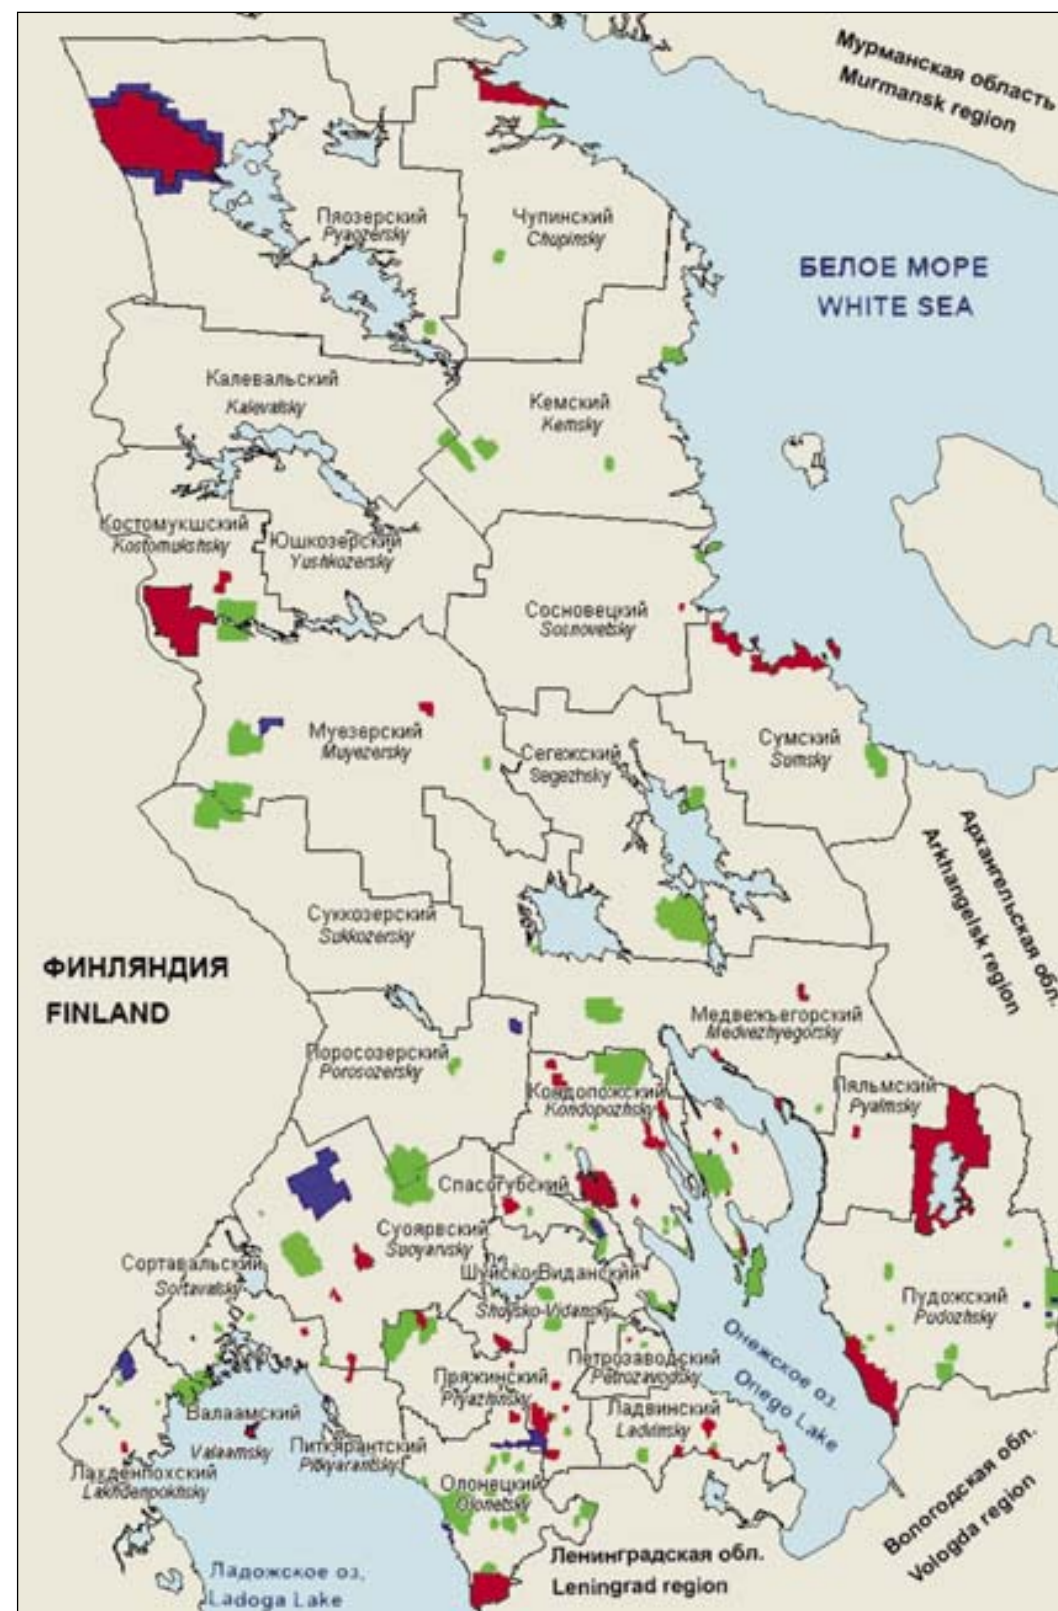 Мурманская область
Murmansk region
Пяозерский
Pyaozersky
Чупинский
Chupinsky
БЕЛОЕ МОРЕ
WHITE SEA
Калевальский
Kalevalsky
Кемский
Kemsky
Костомукшский
Kostomukshsky
Юшкозерский
Yushkozersky
Сосновецкий
Sosnovetsky
Муезерский
Muyezersky
Сегежский
Segezhsky
Сумский
Sumsky
Архангельская обл.
Arkhangelsk region
Суккозерский
Sukkozersky
ФИНЛЯНДИЯ
FINLAND
Медвежьегорский
Medvezhyegorsky
Поросозерский
Porosozersky
Кондопожский
Kondopozhsky
Пяльмский
Pyalmsky
Спасогубский
Суоярвский
Suoyarvsky
Сортавальский
Sortavalsky
Шуйско-Виданский
Shuysko-Vidansky
Пудожский
Pudozhsky
Онежское оз.
Onego Lake
Петрозаводский
Petrozavodsky
Пряжинский
Pryazhinsky
Ладвинский
Ladvinsky
Валаамский
Valaamsky
Питкярантский
Pitkyarantsky
Лахденпохский
Lakhdenpokhsky
Олонецкий
Olonetsky
Вологодская обл.
Vologda region
Ленинградская обл.
Leningrad region
Ладожское оз.
Ladoga Lake